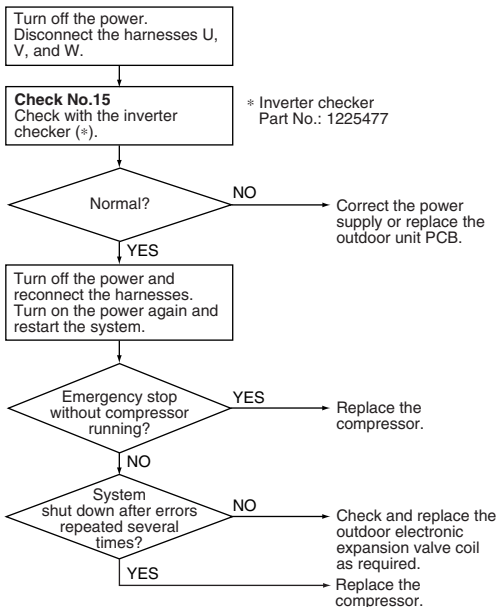 Turn off the power.
Disconnect the harnesses U,
V, and W.
Check No.15
Check with the inverter
checker (*).
* Inverter checker
Part No.: 1225477
Normal?
NO
Correct the power
supply or replace the
outdoor unit PCB.
YES
Turn off the power and
reconnect the harnesses.
Turn on the power again and
restart the system.
Emergency stop
without compressor
running?
YES
Replace the
compressor.
NO
System
shut down after errors
repeated several
times?
NO
Check and replace the
outdoor electronic
expansion valve coil
as required.
YES
Replace the
compressor.